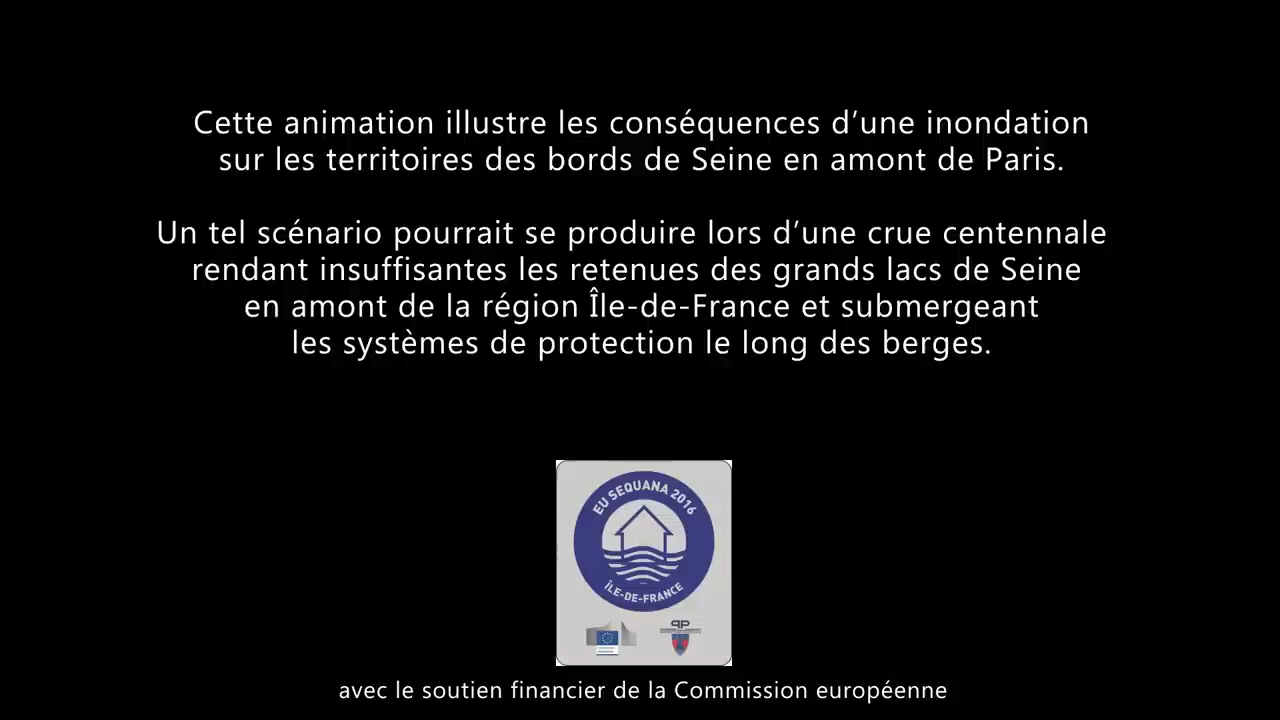 Cette animation illustre les conséquences d’une inondation
sur les territoires des bords de Seine en amont de Paris.
Un tel scénario pourrait se produire lors d’une crue centennale
rendant insuffisantes les retenues des grands lacs de Seine
en amont de la région Île-de-France et submergeant
les systèmes de protection le long des berges.
EU SEQUANA 2016
ÎLE-DE-FRANCE
PP
avec le soutien financier de la Commission européenne